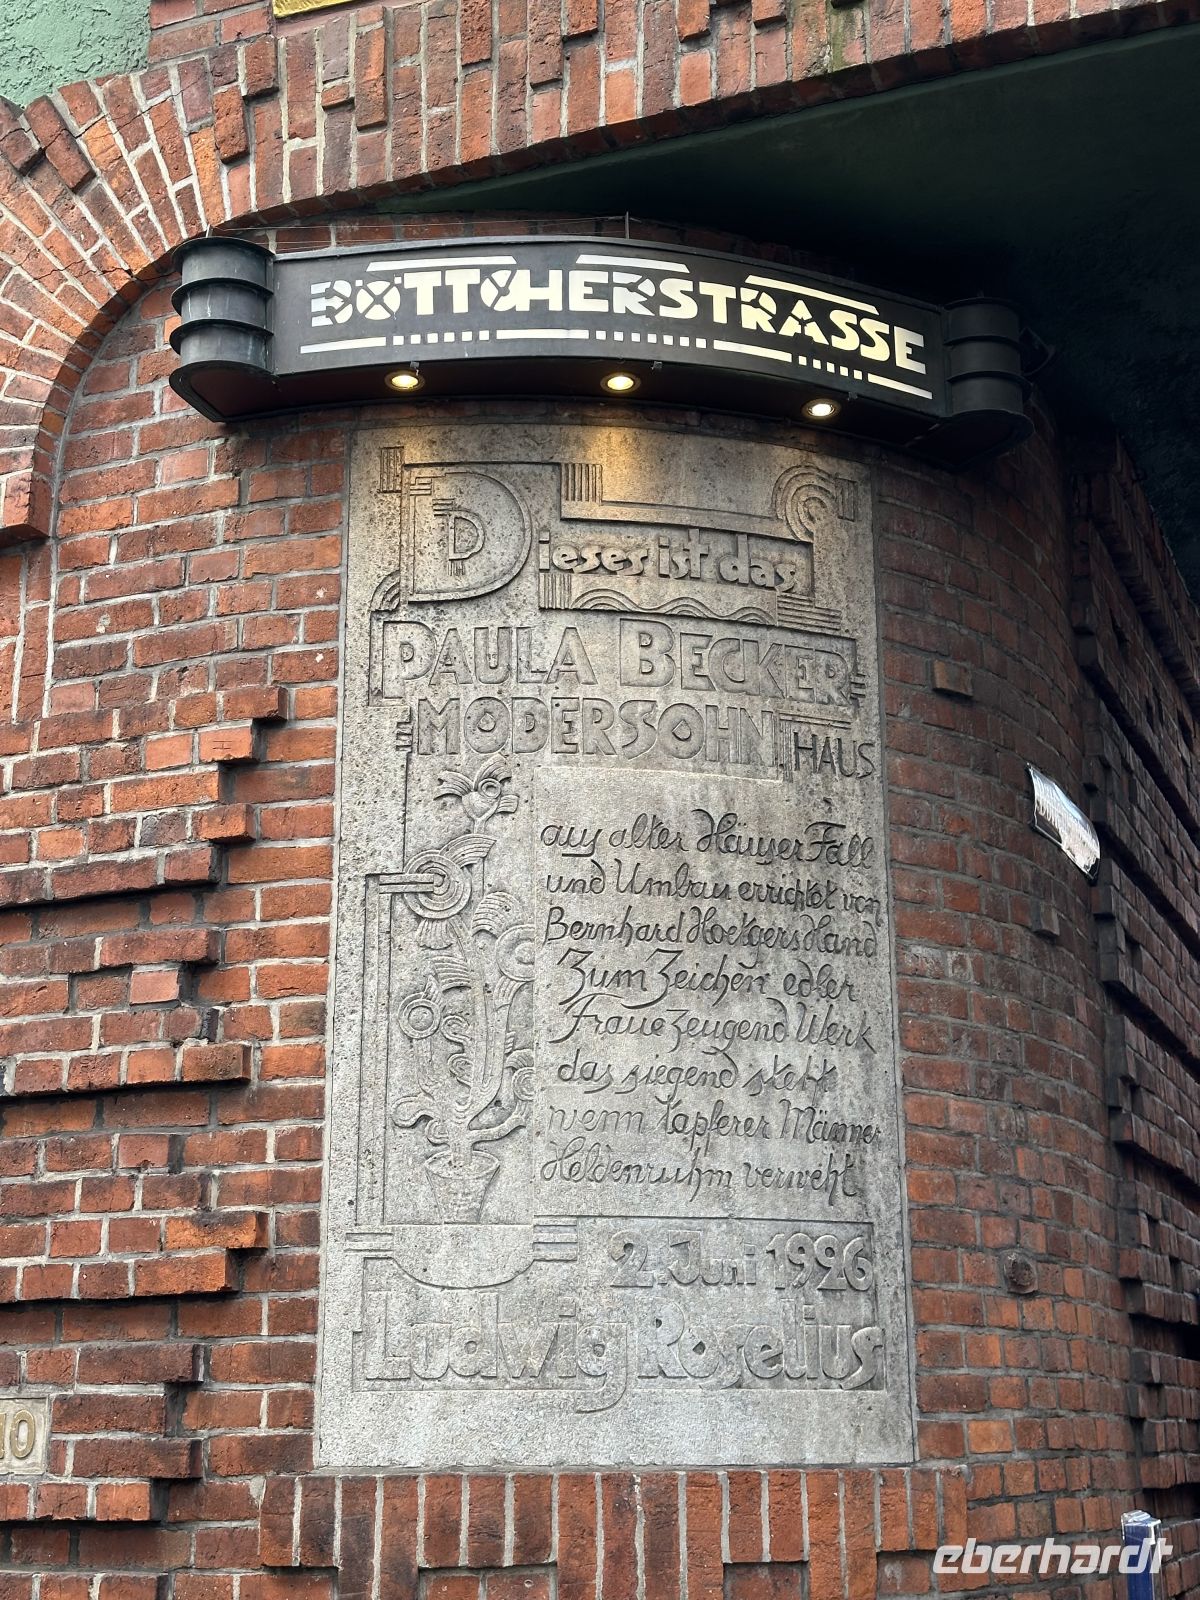 BÖTTCHERSTRASSE
D
Dieses ist das
PAULA BECKER
MODERSOHN HAUS
aus alter Häuser Fall
und Umbau errichtet von
Bernhard Hoetgers Hand
Zum Zeichen edler
Fraue zeugend Werk
das siegend steht
wenn tapferer Männer
Heldenruhm verweht
2. Juni 1926
Ludwig Roselius
10
eberhardt